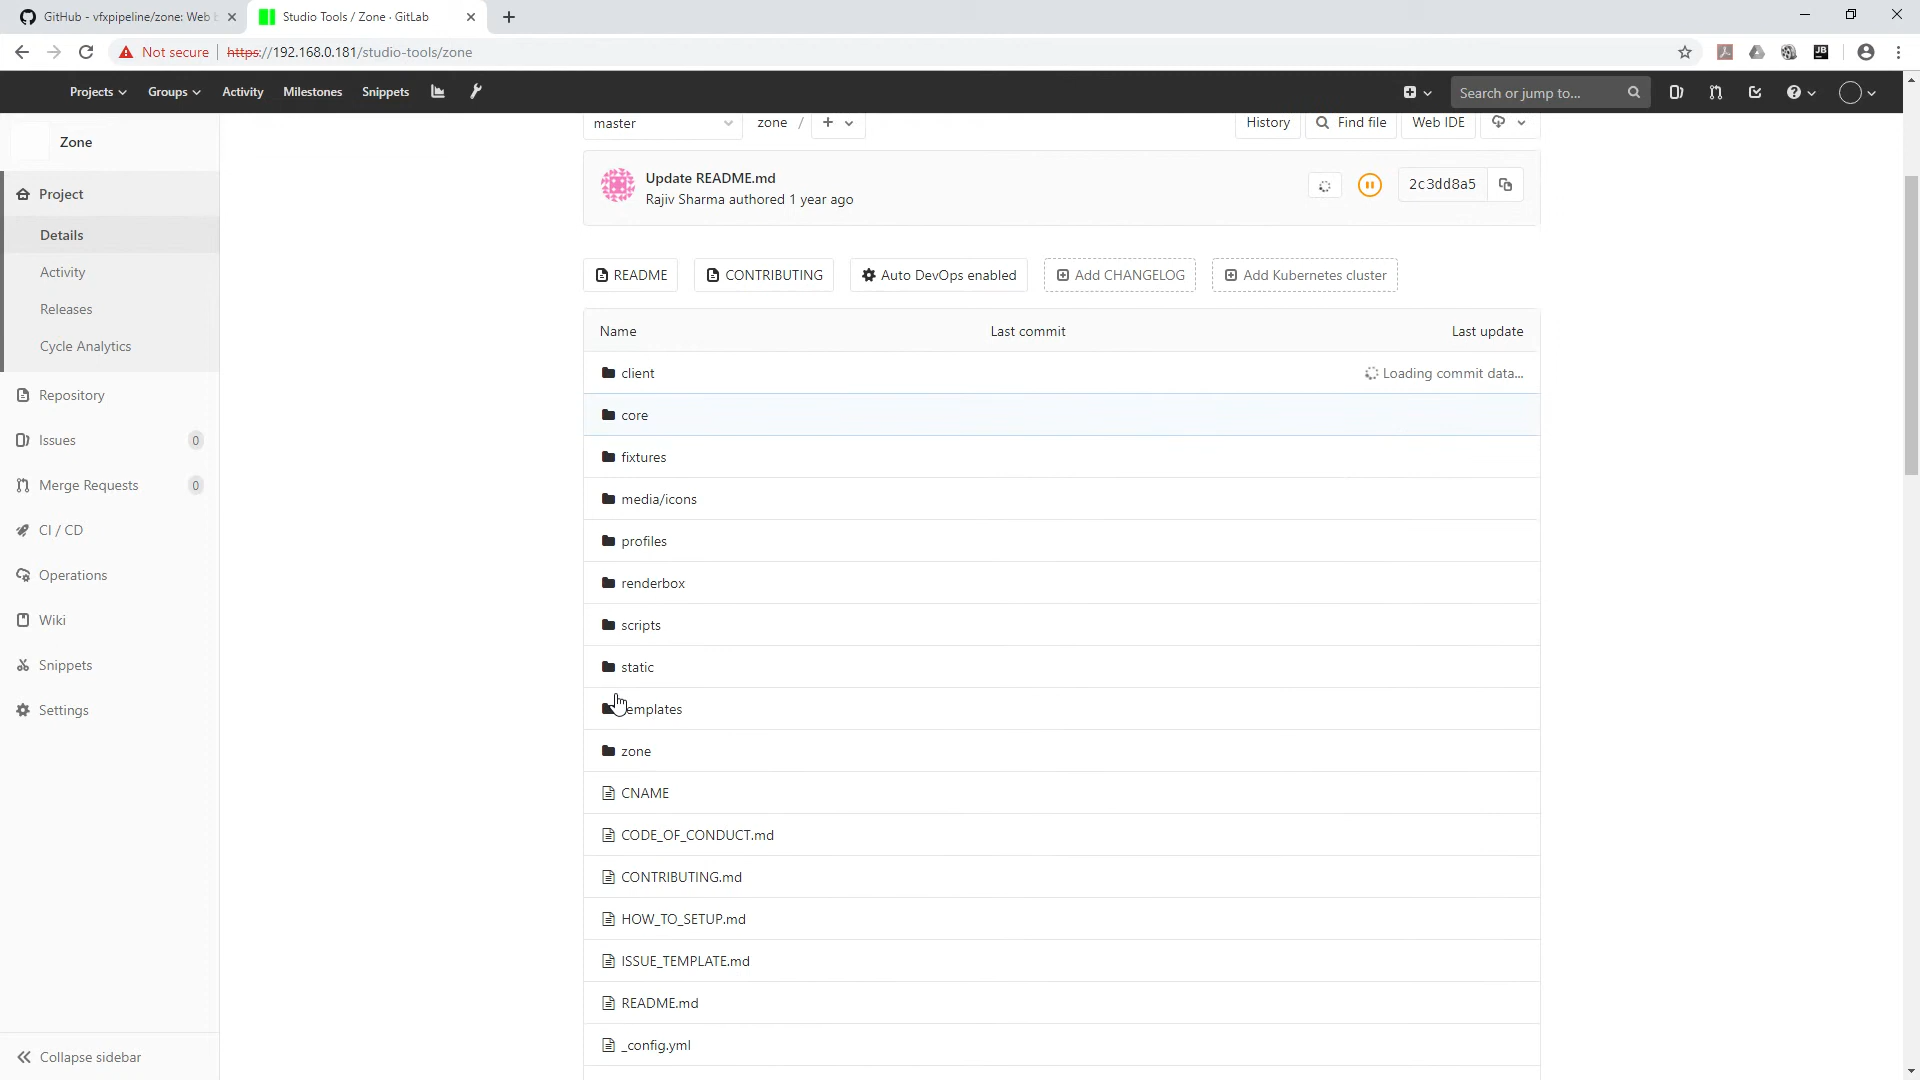 GitHub - vfxpipeline/zone: Web b
Studio Tools / Zone · GitLab
Not secure
https://192.168.0.181/studio-tools/zone
Projects
Groups
Activity
Milestones
Snippets
Search or jump to...
Zone
Project
Details
Activity
Releases
Cycle Analytics
Repository
Issues
0
Merge Requests
0
CI / CD
Operations
Wiki
Snippets
Settings
Collapse sidebar
master
zone /
History
Find file
Web IDE
Update README.md
Rajiv Sharma authored 1 year ago
2c3dd8a5
README
CONTRIBUTING
Auto DevOps enabled
Add CHANGELOG
Add Kubernetes cluster
Name
Last commit
Last update
client
Loading commit data...
core
fixtures
media/icons
profiles
renderbox
scripts
static
emplates
zone
CNAME
CODE_OF_CONDUCT.md
CONTRIBUTING.md
HOW_TO_SETUP.md
ISSUE_TEMPLATE.md
README.md
_config.yml